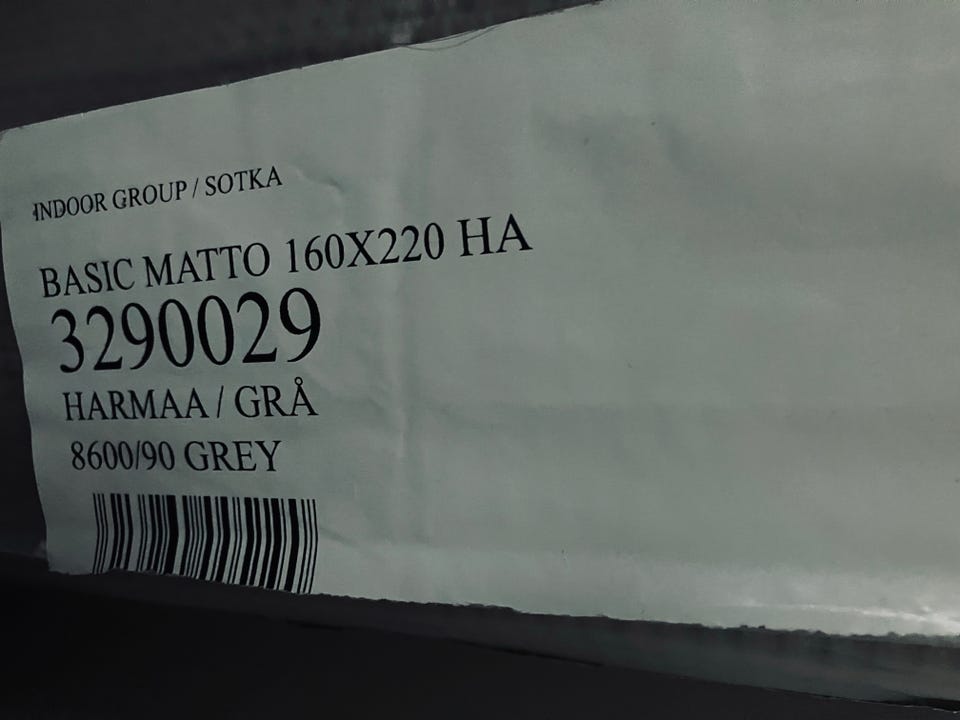 INDOOR GROUP / SOTKA
BASIC MATTO 160X220 HA
3290029
HARMAA / GRÅ
8600/90 GREY